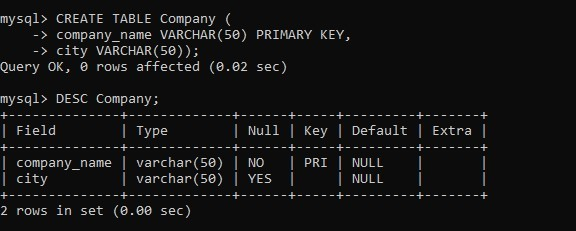 mysql> CREATE TABLE Company (
    -> company_name VARCHAR(50) PRIMARY KEY,
    -> city VARCHAR(50));
Query OK, 0 rows affected (0.02 sec)

mysql> DESC Company;
+--------------+-------------+------+-----+---------+-------+
| Field        | Type        | Null | Key | Default | Extra |
+--------------+-------------+------+-----+---------+-------+
| company_name | varchar(50) | NO   | PRI | NULL    |       |
| city         | varchar(50) | YES  |     | NULL    |       |
+--------------+-------------+------+-----+---------+-------+
2 rows in set (0.00 sec)